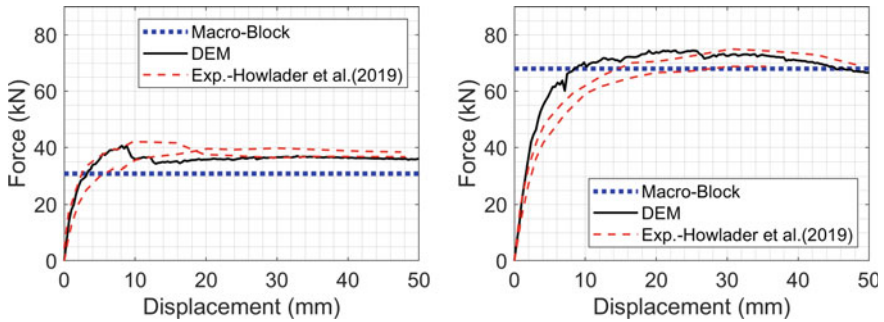 80
60
40
20
0
Force (kN)
Macro-Block
DEM
Exp.-Howlader et al.(2019)
0 10 20 30 40 50
Displacement (mm)
80
60
40
20
0
Force (kN)
Macro-Block
DEM
Exp.-Howlader et al.(2019)
0 10 20 30 40 50
Displacement (mm)